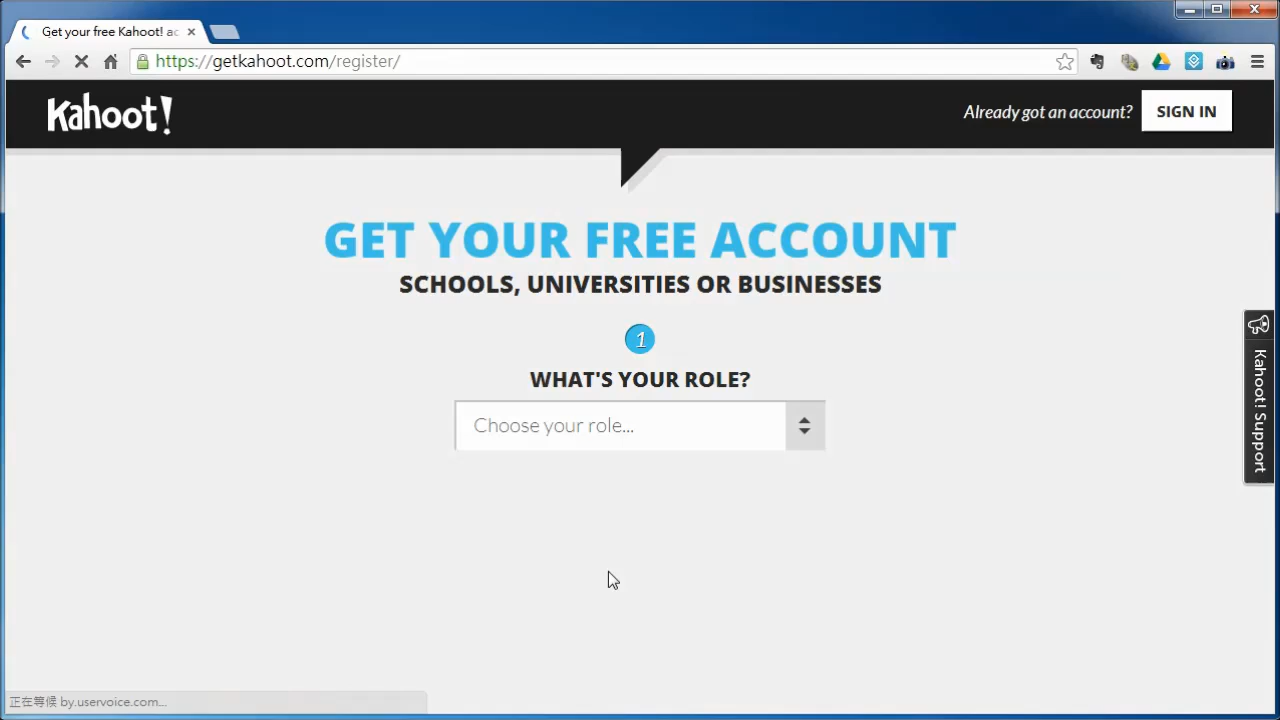 Get your free Kahoot! ac
https://getkahoot.com/register/
Kahoot!
Already got an account?
SIGN IN
GET YOUR FREE ACCOUNT
SCHOOLS, UNIVERSITIES OR BUSINESSES
1
WHAT'S YOUR ROLE?
Choose your role...
Kahoot! Support
正在等候 by.uservoice.com...